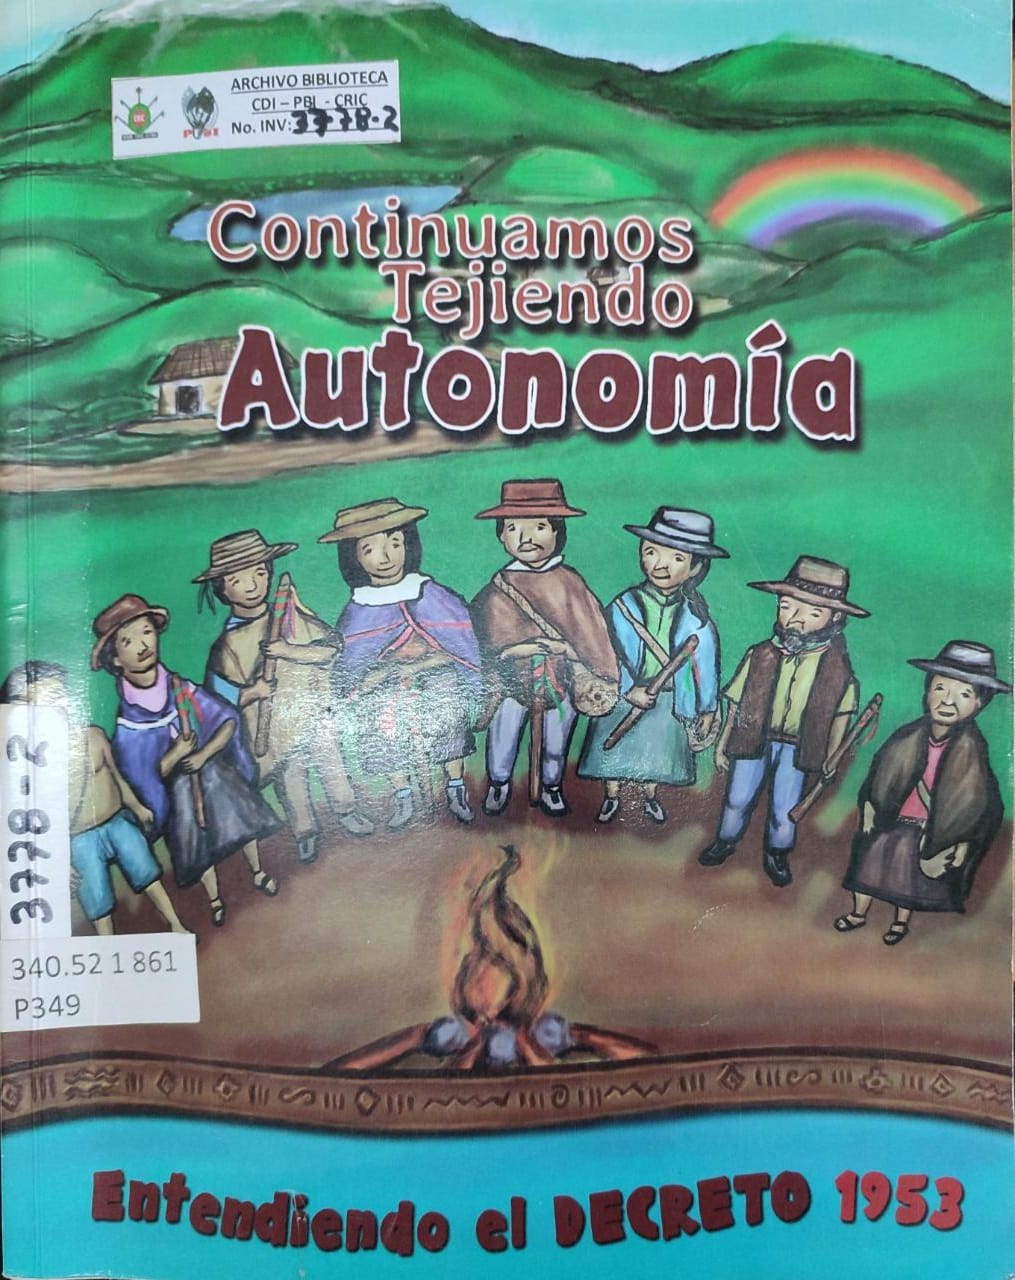 ARCHIVO BIBLIOTECA
CDI – PBI - CRIC
No. INV: 3778-2
Continuamos
Tejiendo
Autonomía
3778-2
340.52 1 861
P349
Entendiendo el DECRETO 1953